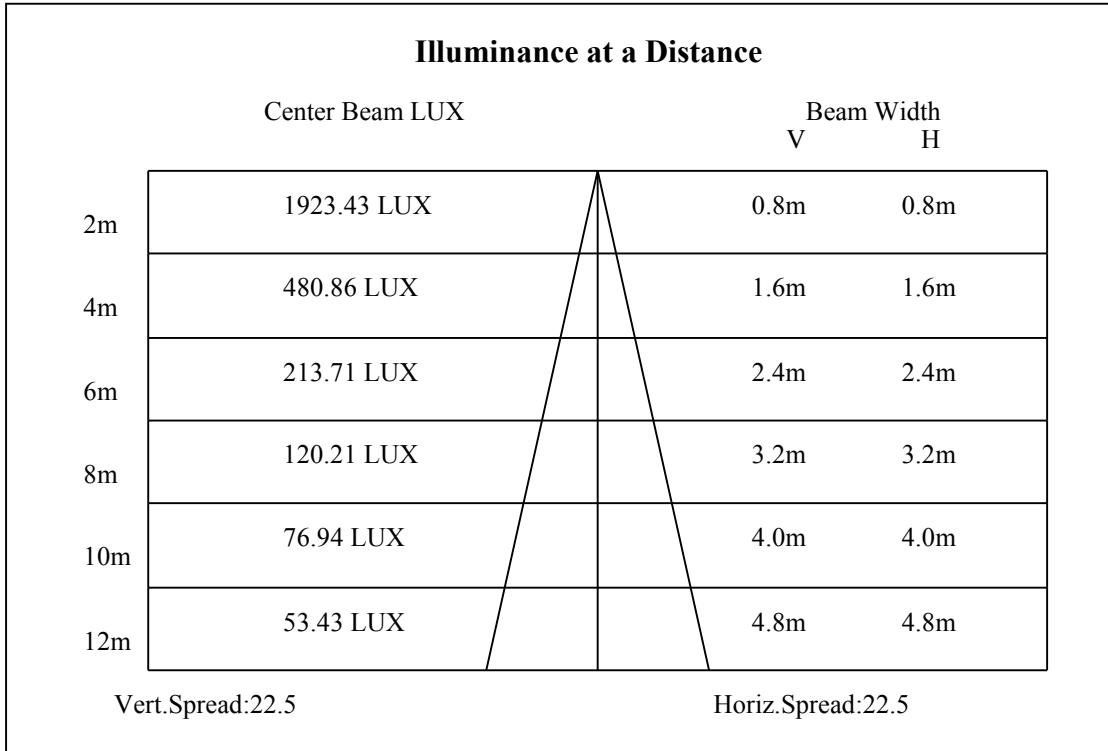 Illuminance at a Distance
Center Beam LUX Beam Width
V H
2m 1923.43 LUX 0.8m 0.8m
4m 480.86 LUX 1.6m 1.6m
6m 213.71 LUX 2.4m 2.4m
8m 120.21 LUX 3.2m 3.2m
10m 76.94 LUX 4.0m 4.0m
12m 53.43 LUX 4.8m 4.8m
Vert.Spread:22.5 Horiz.Spread:22.5